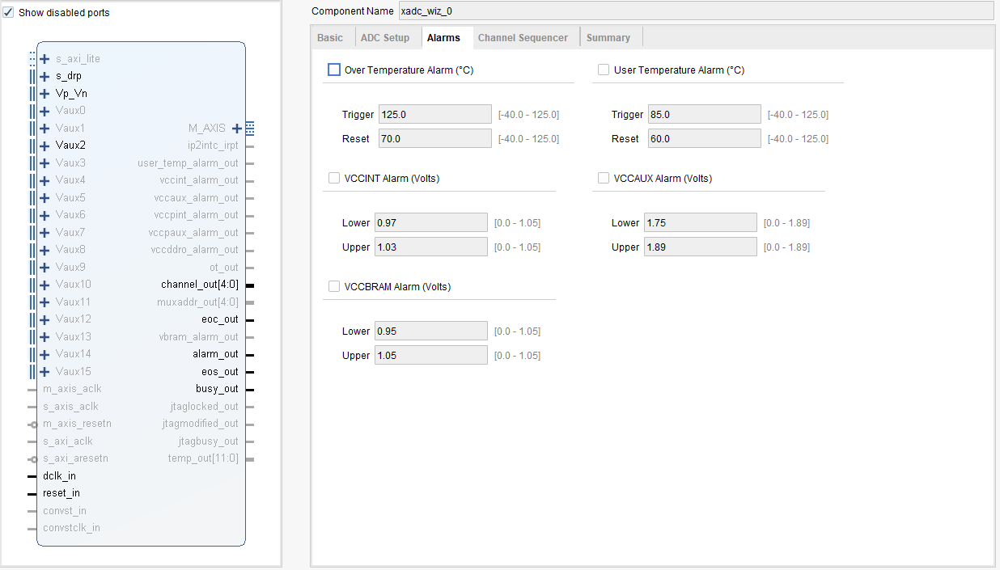 Show disabled ports
s_axi_lite
s_drp
Vp_Vn
Vaux0
Vaux1
M_AXIS
Vaux2
ip2intc_irpt
Vaux3
user_temp_alarm_out
Vaux4
vccint_alarm_out
Vaux5
vccaux_alarm_out
Vaux6
vccpint_alarm_out
Vaux7
vccpaux_alarm_out
Vaux8
vccddro_alarm_out
Vaux9
ot_out
Vaux10
channel_out[4:0]
Vaux11
muxaddr_out[4:0]
Vaux12
eoc_out
Vaux13
vbram_alarm_out
Vaux14
alarm_out
Vaux15
eos_out
m_axis_aclk
busy_out
s_axis_aclk
jtaglocked_out
m_axis_resetn
jtagmodified_out
s_axi_aclk
jtagbusy_out
s_axi_aresetn
temp_out[11:0]
dclk_in
reset_in
convst_in
convstclk_in
Component Name xadc_wiz_0
Basic ADC Setup Alarms Channel Sequencer Summary
Over Temperature Alarm (°C)
Trigger 125.0 [-40.0 - 125.0]
Reset 70.0 [-40.0 - 125.0]
User Temperature Alarm (°C)
Trigger 85.0 [-40.0 - 125.0]
Reset 60.0 [-40.0 - 125.0]
VCCINT Alarm (Volts)
Lower 0.97 [0.0 - 1.05]
Upper 1.03 [0.0 - 1.05]
VCCAUX Alarm (Volts)
Lower 1.75 [0.0 - 1.89]
Upper 1.89 [0.0 - 1.89]
VCCBRAM Alarm (Volts)
Lower 0.95 [0.0 - 1.05]
Upper 1.05 [0.0 - 1.05]